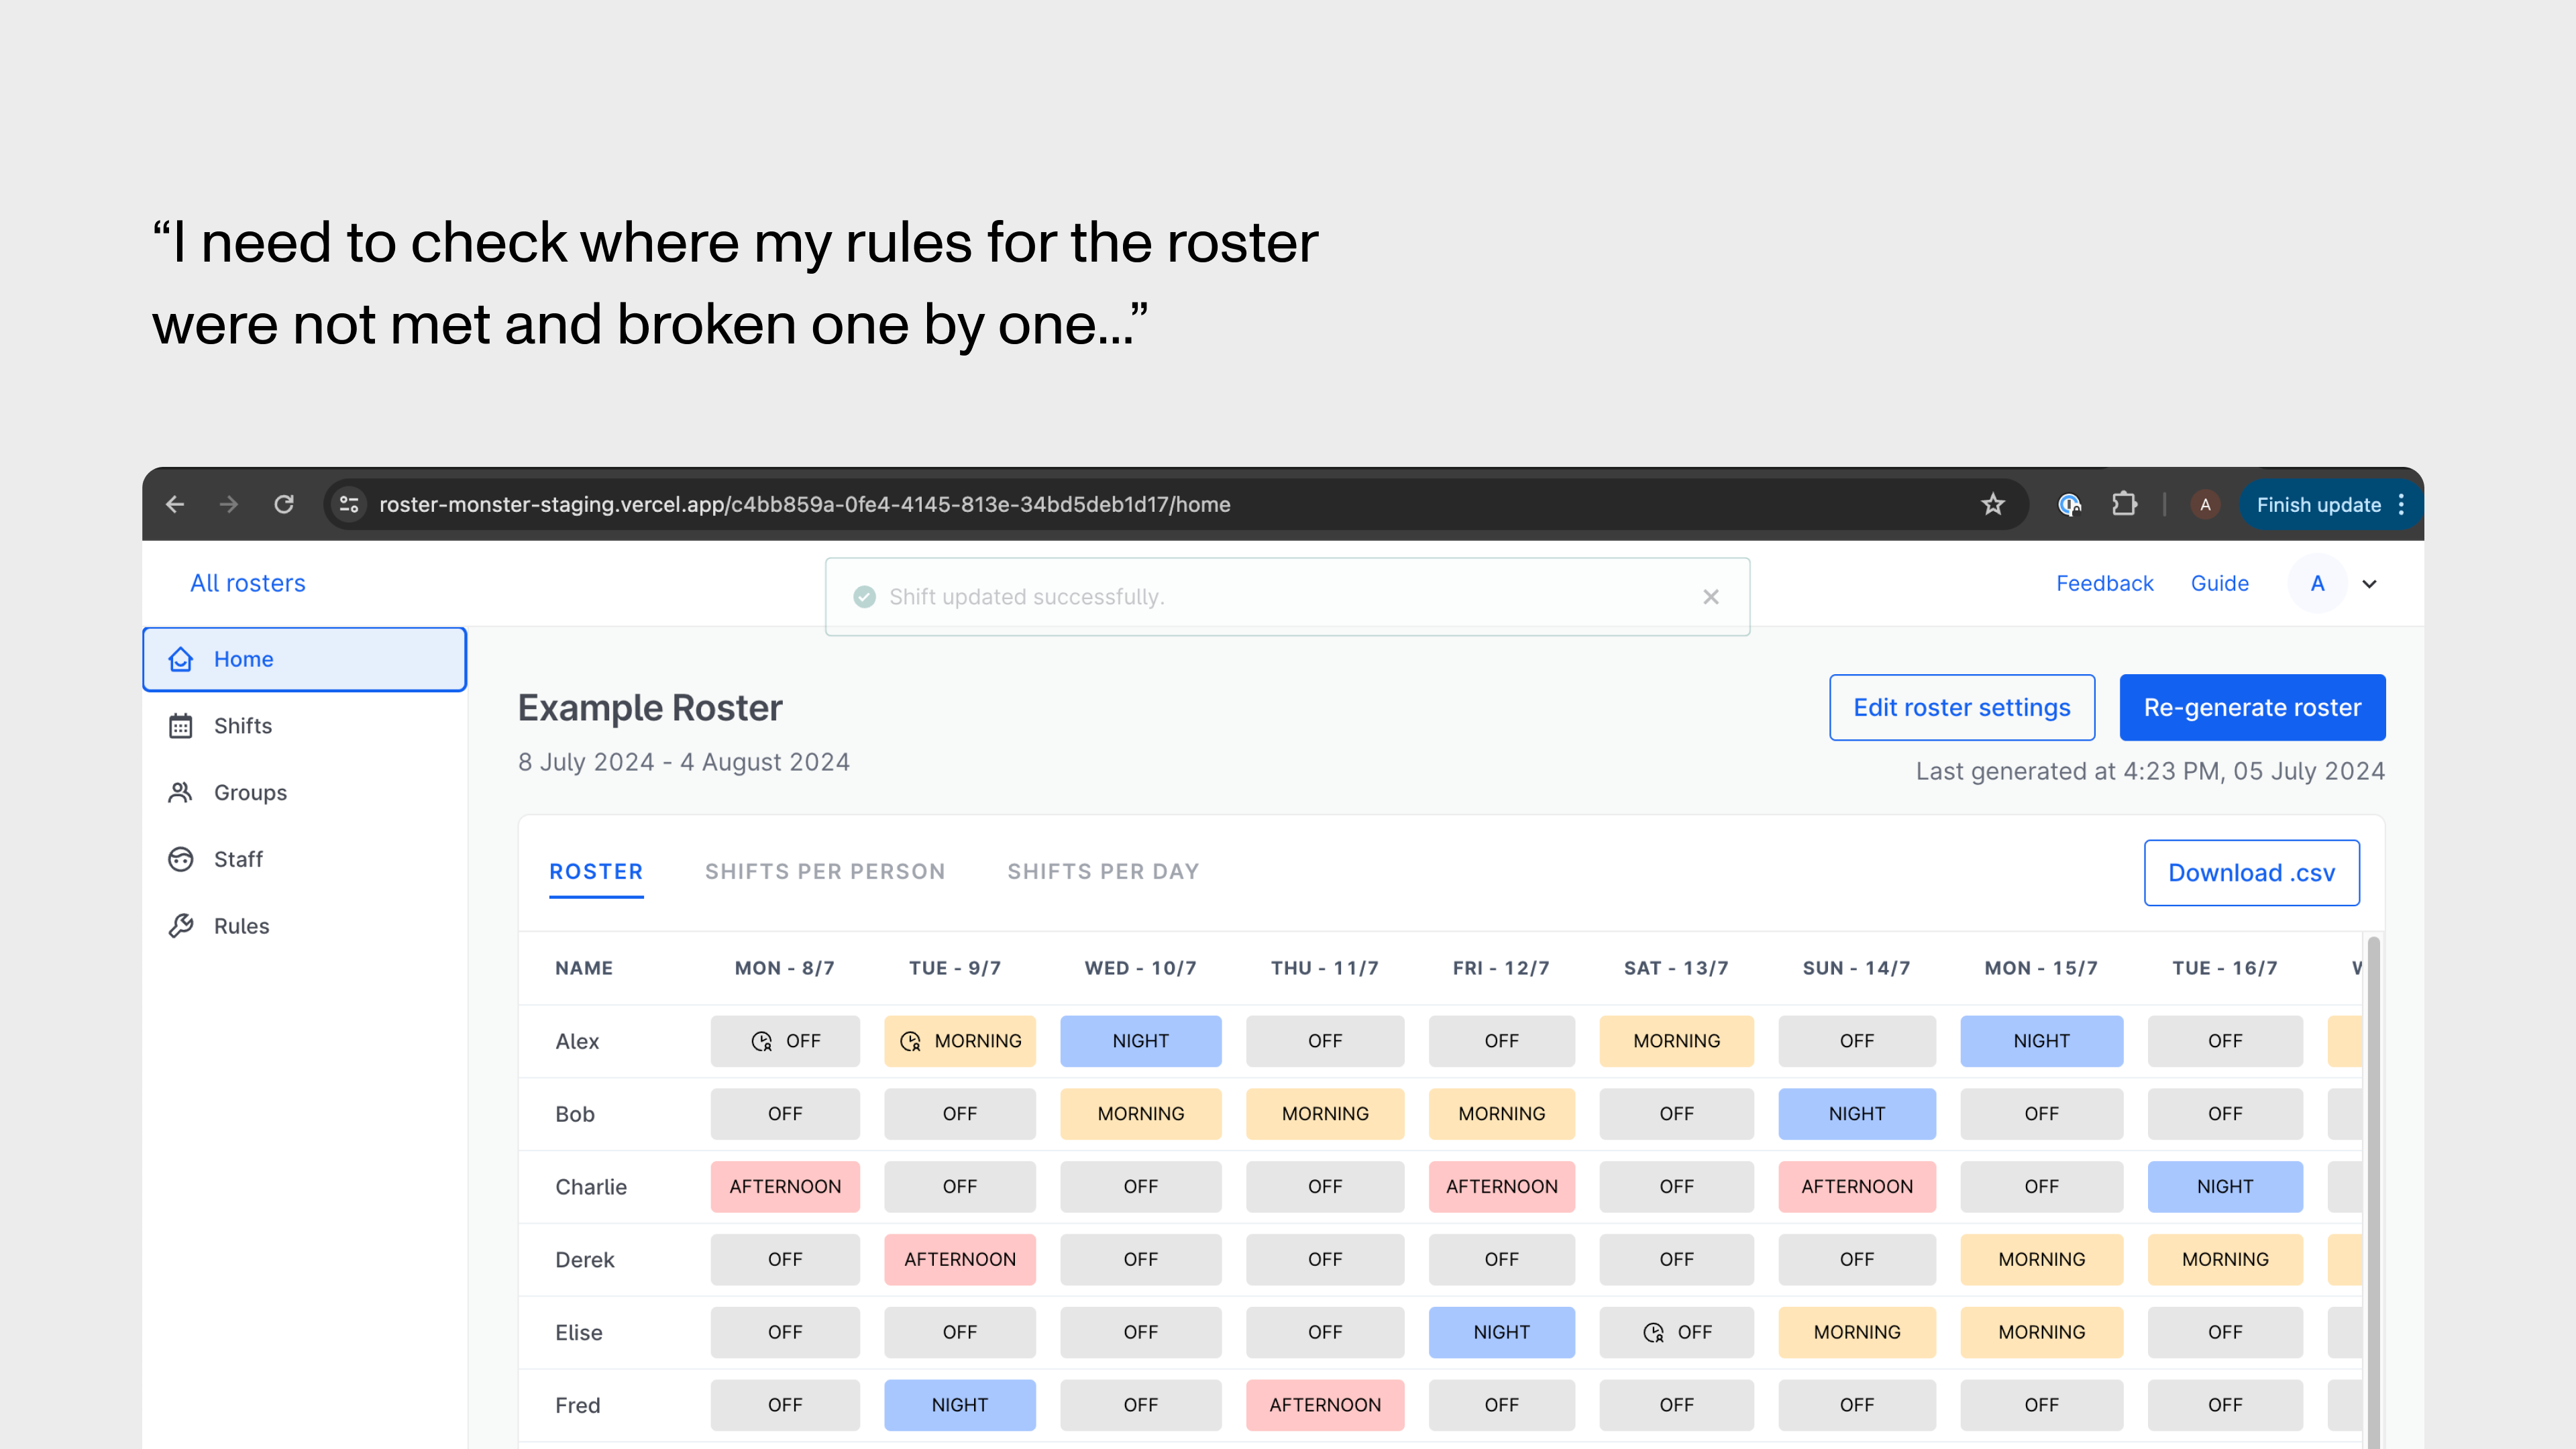 “I need to check where my rules for the roster
were not met and broken one by one...”
roster-monster-staging.vercel.app/c4bb859a-0fe4-4145-813e-34bd5deb1d17/home
A
Finish update
All rosters
Shift updated successfully.
Feedback
Guide
A
Home
Shifts
Groups
Staff
Rules
Example Roster
8 July 2024 - 4 August 2024
Edit roster settings
Re-generate roster
Last generated at 4:23 PM, 05 July 2024
ROSTER SHIFTS PER PERSON SHIFTS PER DAY
Download .csv
NAME MON - 8/7 TUE - 9/7 WED - 10/7 THU - 11/7 FRI - 12/7 SAT - 13/7 SUN - 14/7 MON - 15/7 TUE - 16/7
Alex OFF MORNING NIGHT OFF OFF MORNING OFF NIGHT OFF
Bob OFF OFF MORNING MORNING MORNING OFF NIGHT OFF OFF
Charlie AFTERNOON OFF OFF OFF AFTERNOON OFF AFTERNOON OFF NIGHT
Derek OFF AFTERNOON OFF OFF OFF OFF OFF MORNING MORNING
Elise OFF OFF OFF OFF NIGHT OFF MORNING MORNING OFF
Fred OFF NIGHT OFF AFTERNOON OFF OFF OFF OFF OFF